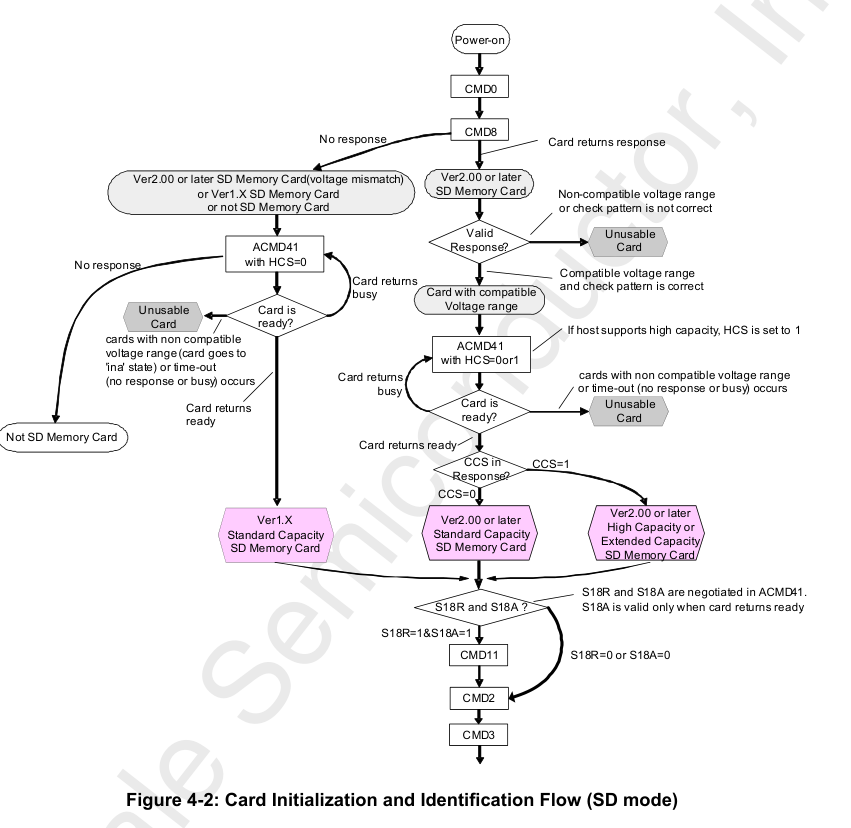 Power-on
CMD0
CMD8
No response
Card returns response
Ver2.00 or later SD Memory Card(voltage mismatch)
or Ver1.X SD Memory Card
or not SD Memory Card
Ver2.00 or later
SD Memory Card
Non-compatible voltage range
or check pattern is not correct
Valid
Response?
Unusable
Card
ACMD41
with HCS=0
No response
Card returns
busy
Compatible voltage range
and check pattern is correct
Card with compatible
Voltage range
Unusable
Card
Card is
ready?
If host supports high capacity, HCS is set to 1
ACMD41
with HCS=0or1
cards with non compatible
voltage range (card goes to
'ina' state) or time-out
(no response or busy) occurs
Card returns
busy
cards with non compatible voltage range
or time-out (no response or busy) occurs
Card is
ready?
Unusable
Card
Card returns
ready
Not SD Memory Card
Card returns ready
CCS in
Response?
CCS=1
CCS=0
Ver1.X
Standard Capacity
SD Memory Card
Ver2.00 or later
Standard Capacity
SD Memory Card
Ver2.00 or later
High Capacity or
Extended Capacity
SD Memory Card
S18R and S18A are negotiated in ACMD41.
S18A is valid only when card returns ready
S18R and S18A ?
S18R=1&S18A=1
S18R=0 or S18A=0
CMD11
CMD2
CMD3
Figure 4-2: Card Initialization and Identification Flow (SD mode)